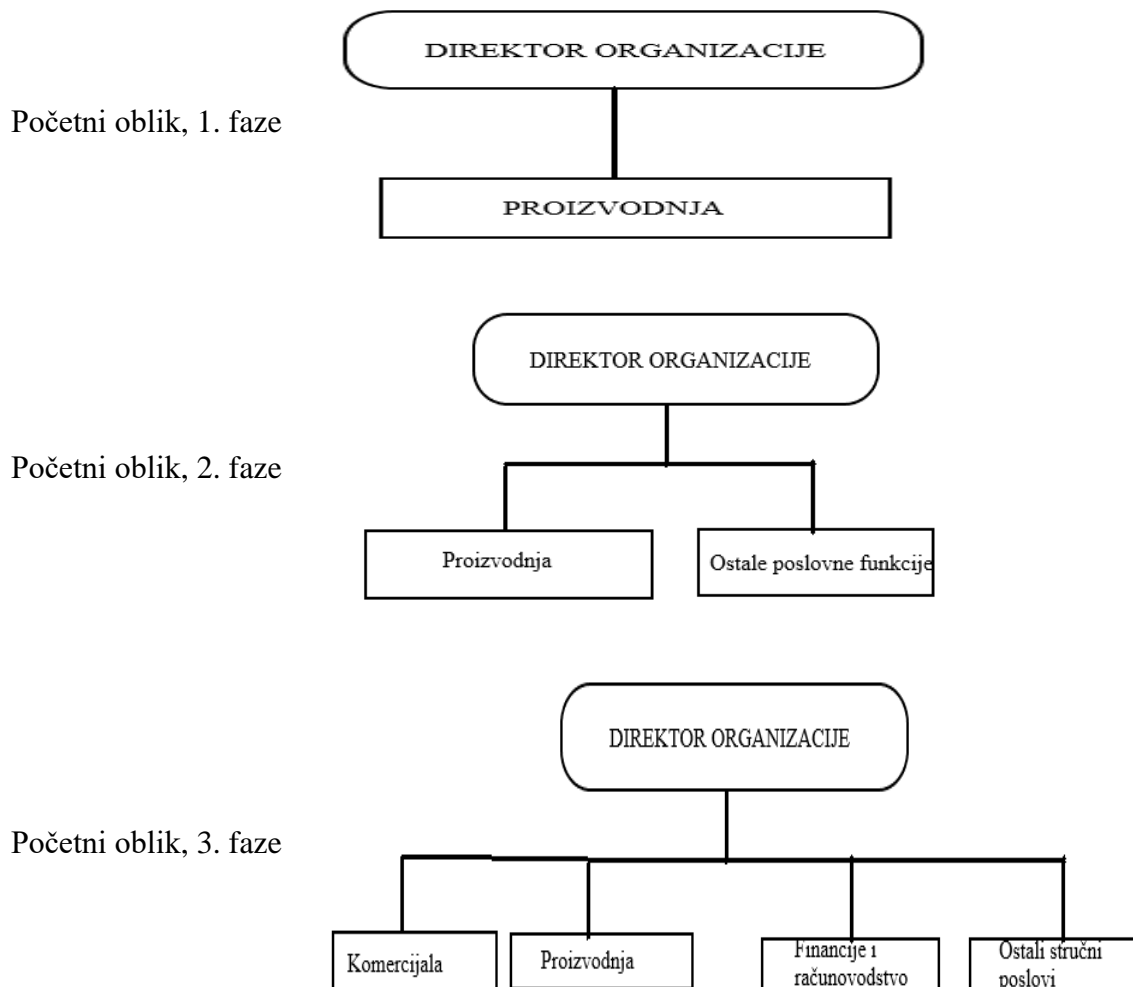 DIREKTOR ORGANIZACIJE
Početni oblik, 1. faze
PROIZVODNJA
DIREKTOR ORGANIZACIJE
Početni oblik, 2. faze
Proizvodnja
Ostale poslovne funkcije
DIREKTOR ORGANIZACIJE
Početni oblik, 3. faze
Komercijala
Proizvodnja
Financije i
računovodstvo
Ostali stručni
poslovi